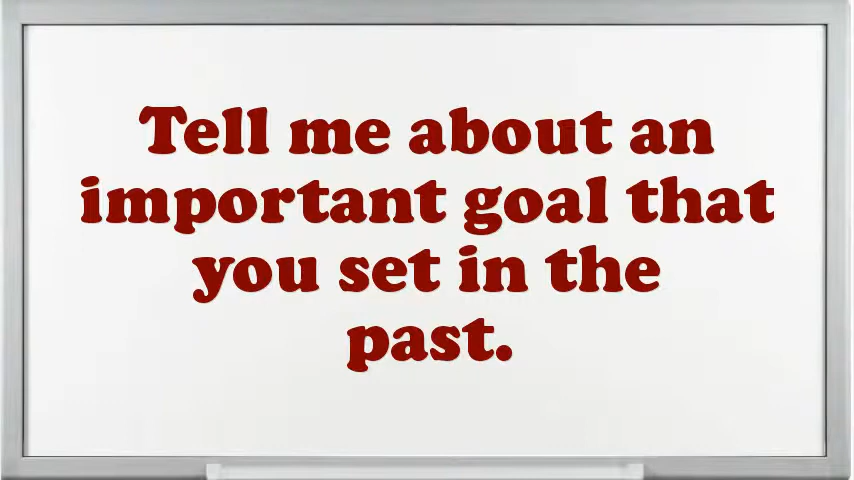 Tell me about an
important goal that
you set in the
past.